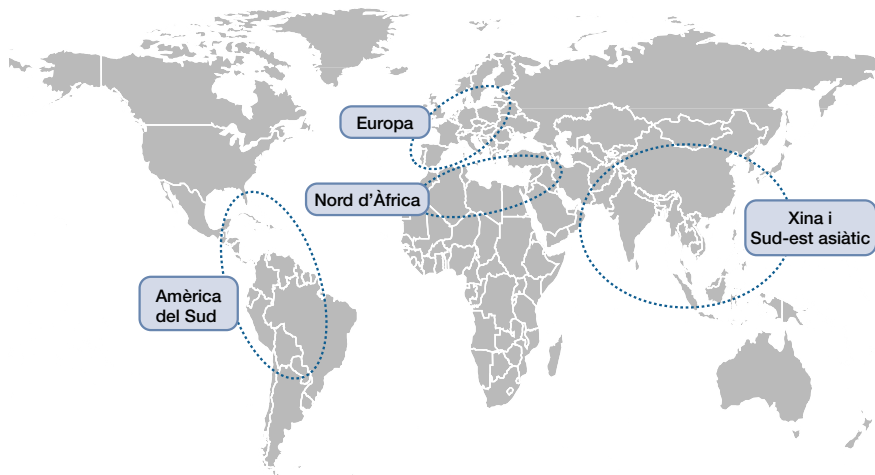 Europa
Nord d’Àfrica
Xina i
Sud-est asiàtic
Amèrica
del Sud